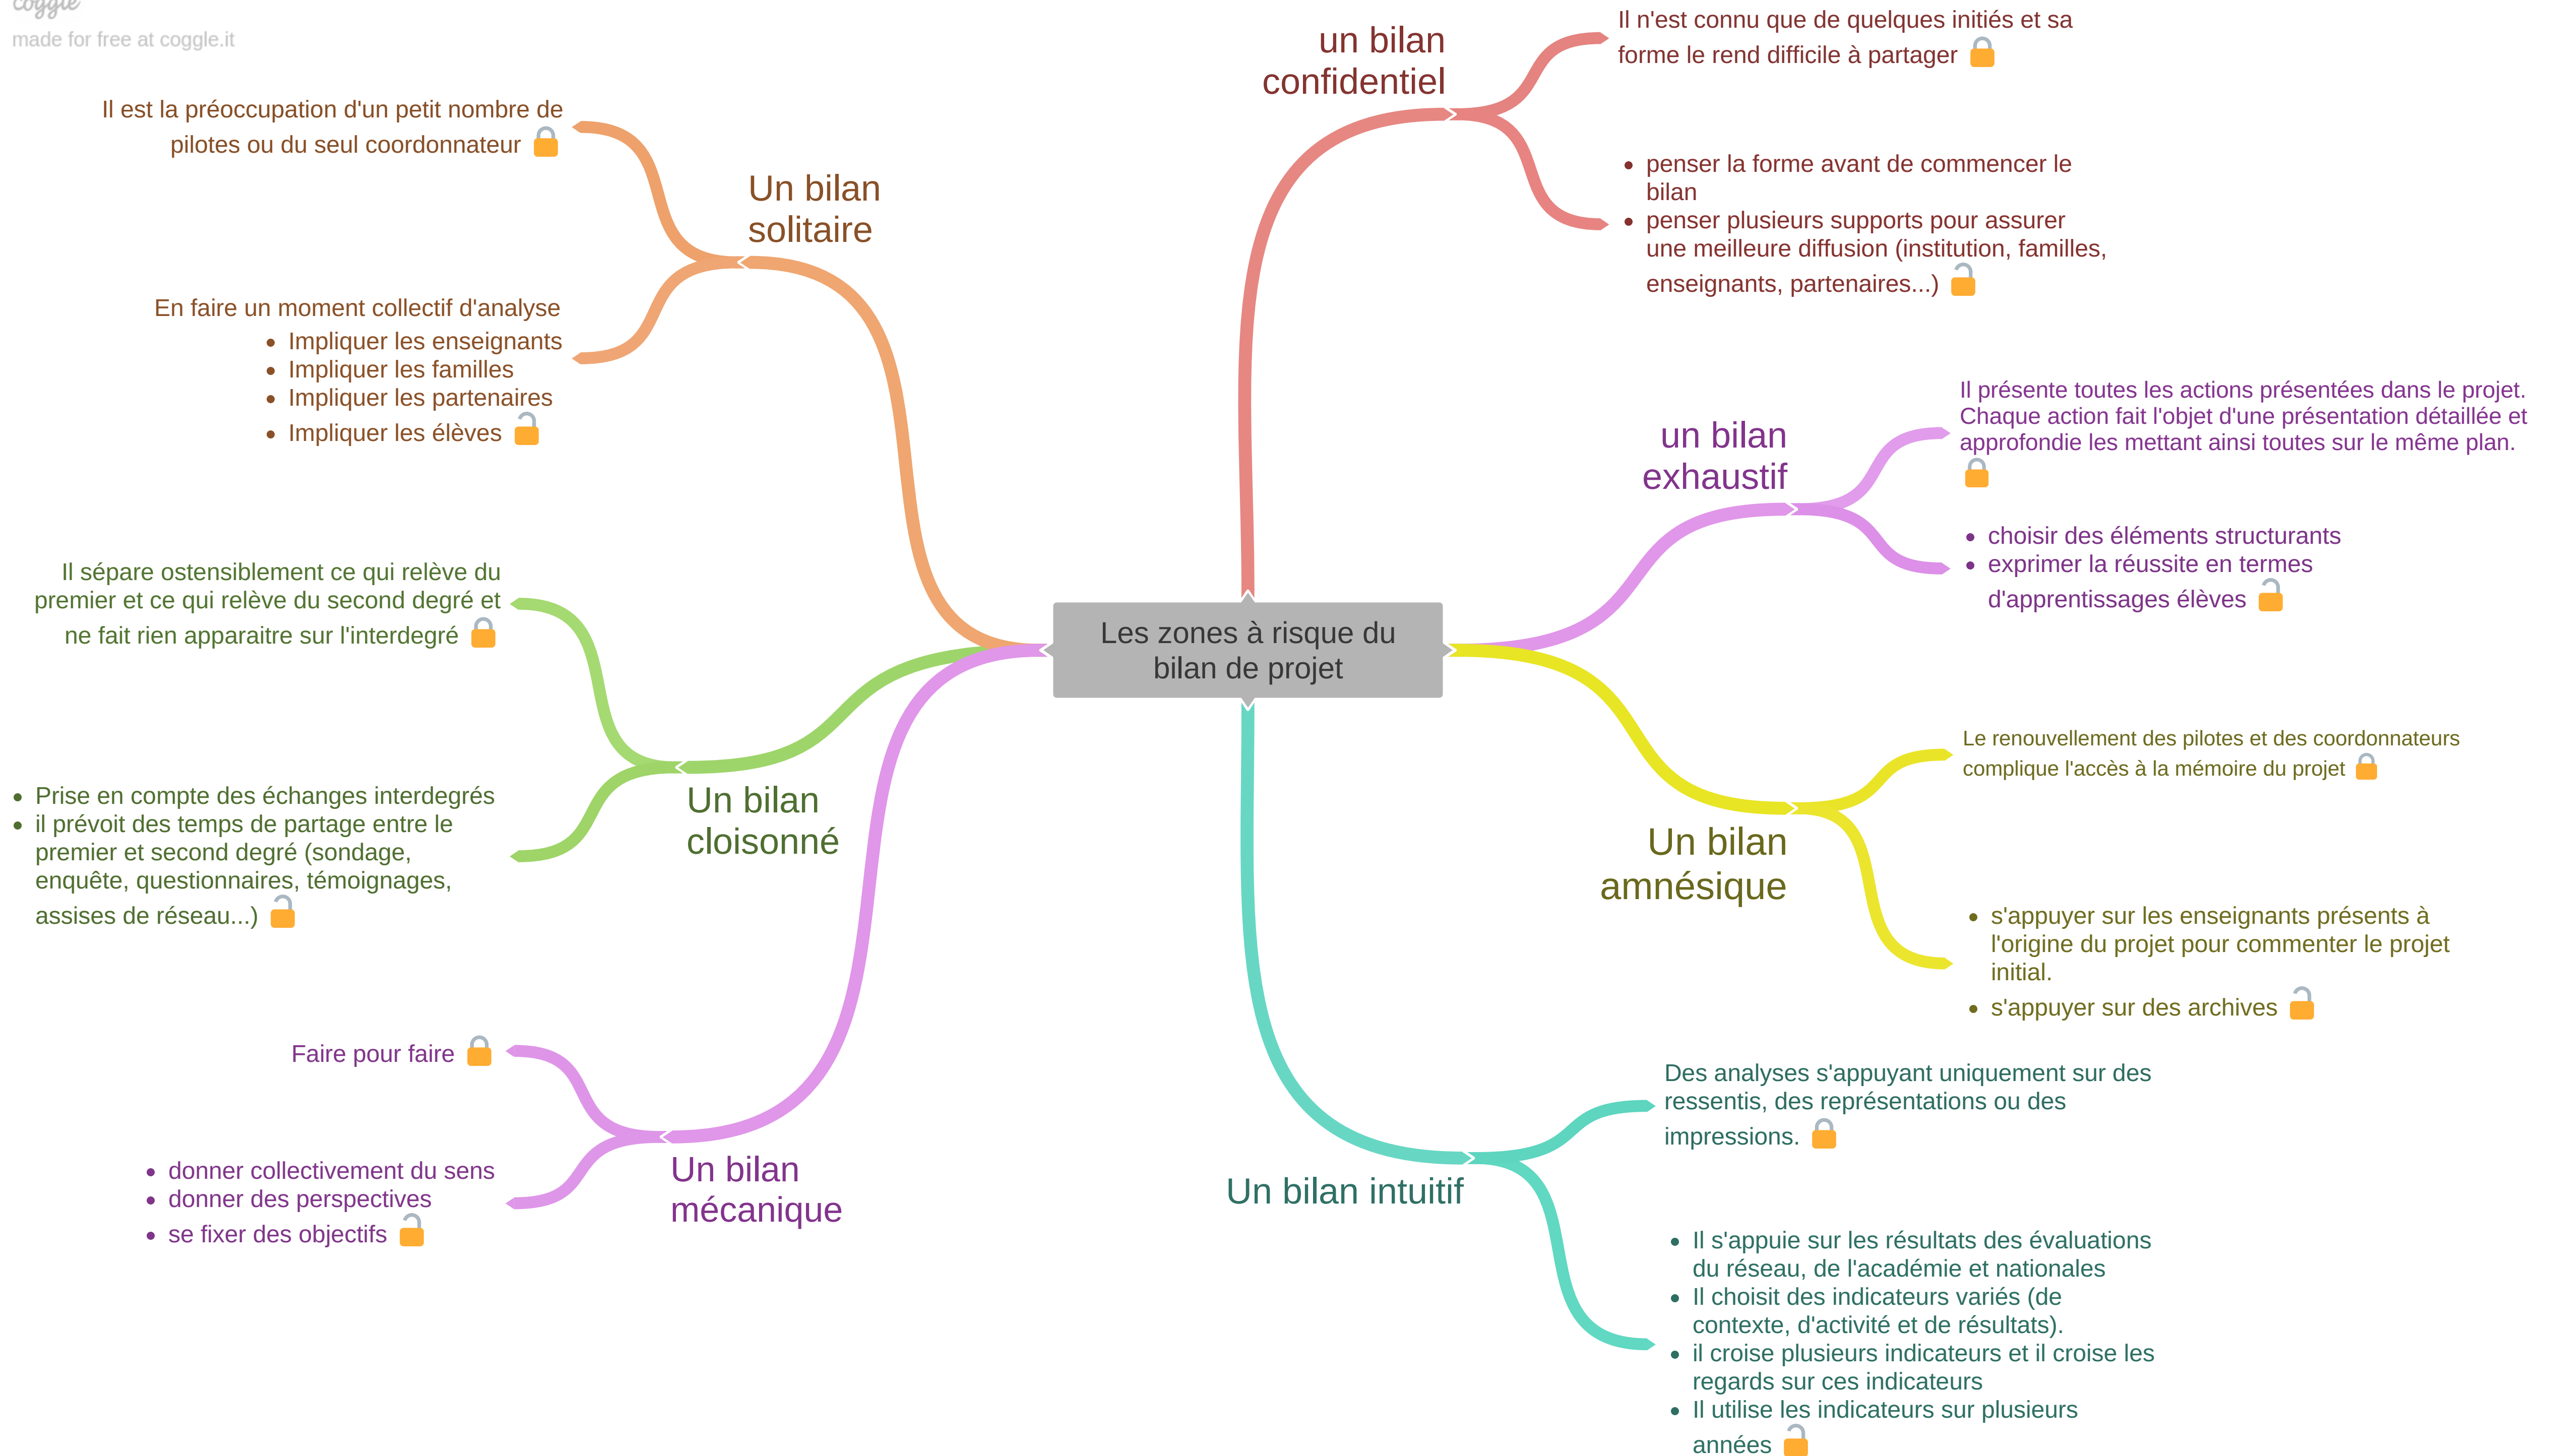 coggle
made for free at coggle.it
Les zones à risque du
bilan de projet
un bilan
confidentiel
Il n'est connu que de quelques initiés et sa
forme le rend difficile à partager
penser la forme avant de commencer le
bilan
penser plusieurs supports pour assurer
une meilleure diffusion (institution, familles,
enseignants, partenaires...)
un bilan
exhaustif
Il présente toutes les actions présentées dans le projet.
Chaque action fait l'objet d'une présentation détaillée et
approfondie les mettant ainsi toutes sur le même plan.
choisir des éléments structurants
exprimer la réussite en termes
d'apprentissages élèves
Un bilan
amnésique
Le renouvellement des pilotes et des coordonnateurs
complique l'accès à la mémoire du projet
s'appuyer sur les enseignants présents à
l'origine du projet pour commenter le projet
initial.
s'appuyer sur des archives
Un bilan intuitif
Des analyses s'appuyant uniquement sur des
ressentis, des représentations ou des
impressions.
Il s'appuie sur les résultats des évaluations
du réseau, de l'académie et nationales
Il choisit des indicateurs variés (de
contexte, d'activité et de résultats).
il croise plusieurs indicateurs et il croise les
regards sur ces indicateurs
Il utilise les indicateurs sur plusieurs
années
Un bilan
solitaire
Il est la préoccupation d'un petit nombre de
pilotes ou du seul coordonnateur
En faire un moment collectif d'analyse
Impliquer les enseignants
Impliquer les familles
Impliquer les partenaires
Impliquer les élèves
Un bilan
cloisonné
Il sépare ostensiblement ce qui relève du
premier et ce qui relève du second degré et
ne fait rien apparaitre sur l'interdegré
Prise en compte des échanges interdegrés
il prévoit des temps de partage entre le
premier et second degré (sondage,
enquête, questionnaires, témoignages,
assises de réseau...)
Un bilan
mécanique
Faire pour faire
donner collectivement du sens
donner des perspectives
se fixer des objectifs